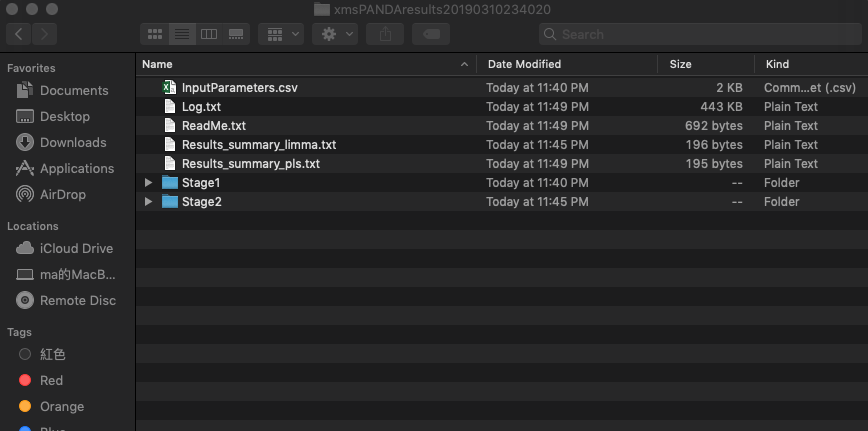 xmsPANDAresults20190310234020
Search
Favorites
Documents
Desktop
Downloads
Applications
AirDrop
Locations
iCloud Drive
ma的MacB...
Remote Disc
Tags
紅色
Red
Orange
Blue
Name Date Modified Size Kind
InputParameters.csv Today at 11:40 PM 2 KB Comm...et (.csv)
Log.txt Today at 11:49 PM 443 KB Plain Text
ReadMe.txt Today at 11:49 PM 692 bytes Plain Text
Results_summary_limma.txt Today at 11:45 PM 196 bytes Plain Text
Results_summary_pls.txt Today at 11:49 PM 195 bytes Plain Text
Stage1 Today at 11:40 PM -- Folder
Stage2 Today at 11:45 PM -- Folder